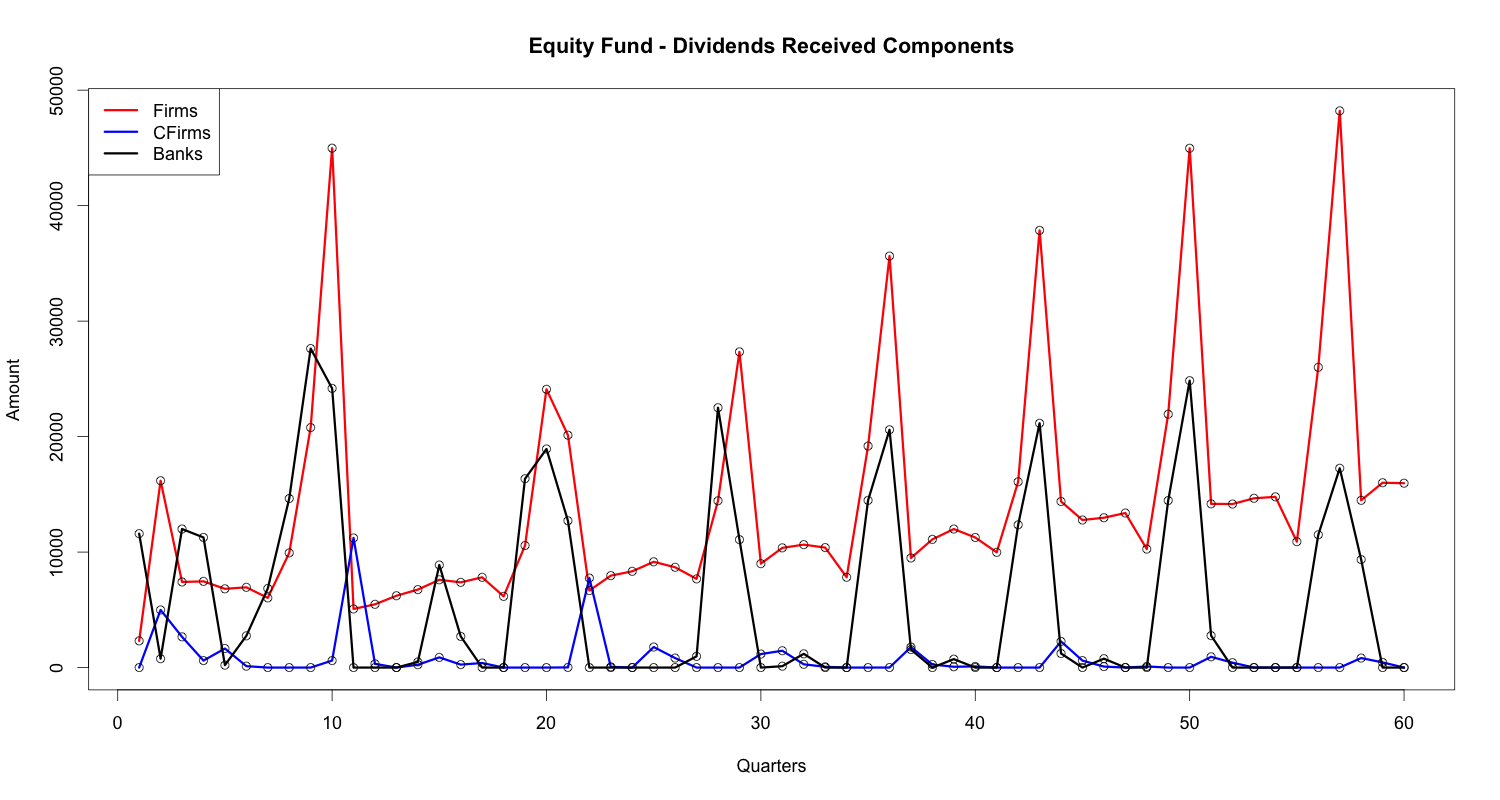 Equity Fund - Dividends Received Components
Firms
CFirms
Banks
Amount
50000
40000
30000
20000
10000
0
0 10 20 30 40 50 60
Quarters